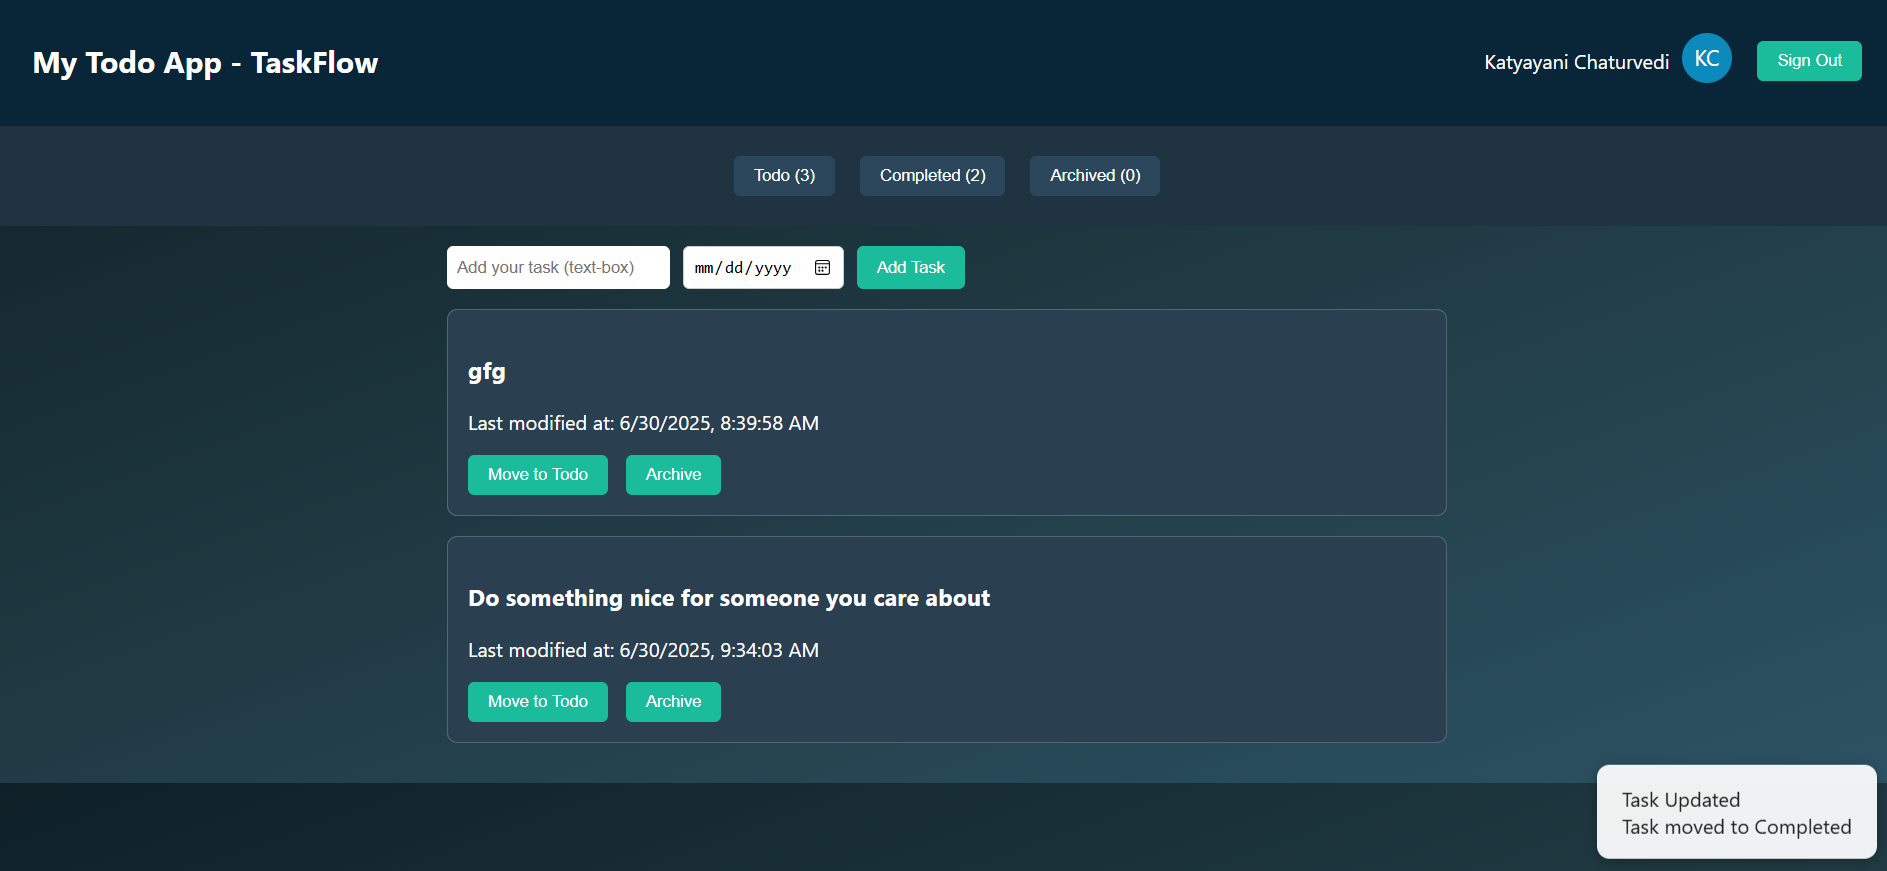 My Todo App - TaskFlow
Katyayani Chaturvedi
KC
Sign Out
Todo (3)
Completed (2)
Archived (0)
Add your task (text-box)
mm/dd/yyyy
Add Task
gfg
Last modified at: 6/30/2025, 8:39:58 AM
Move to Todo
Archive
Do something nice for someone you care about
Last modified at: 6/30/2025, 9:34:03 AM
Move to Todo
Archive
Task Updated
Task moved to Completed